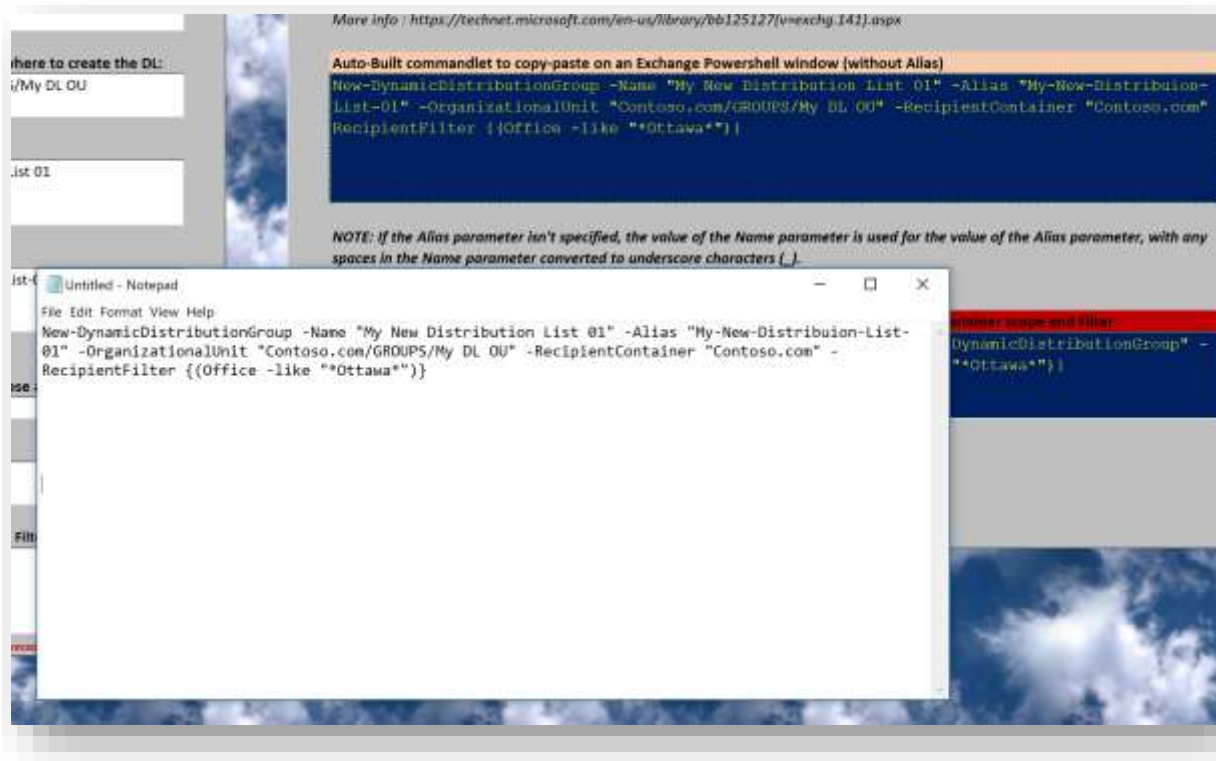 More info : https://technet.microsoft.com/en-us/library/bb125127(v=exchg.141).aspx
where to create the DL:
Auto-Built commandlet to copy-paste on an Exchange Powershell window (without Alias)
/My DL OU
New-DynamicDistributionGroup -Name "My New Distribution List 01" -Alias "My-New-Distribuion-
List-01" -OrganizationalUnit "Contoso.com/GROUPS/My DL OU" -RecipientContainer "Contoso.com"
RecipientFilter {(Office -like "*Ottawa*")}
List 01
NOTE: If the Alias parameter isn't specified, the value of the Name parameter is used for the value of the Alias parameter, with any
spaces in the Name parameter converted to underscore characters (_).
Untitled - Notepad
File Edit Format View Help
New-DynamicDistributionGroup -Name "My New Distribution List 01" -Alias "My-New-Distribuion-List-
01" -OrganizationalUnit "Contoso.com/GROUPS/My DL OU" -RecipientContainer "Contoso.com" -
RecipientFilter {(Office -like "*Ottawa*")}
scope and Filter
DynamicDistributionGroup" -
"*Ottawa*")}